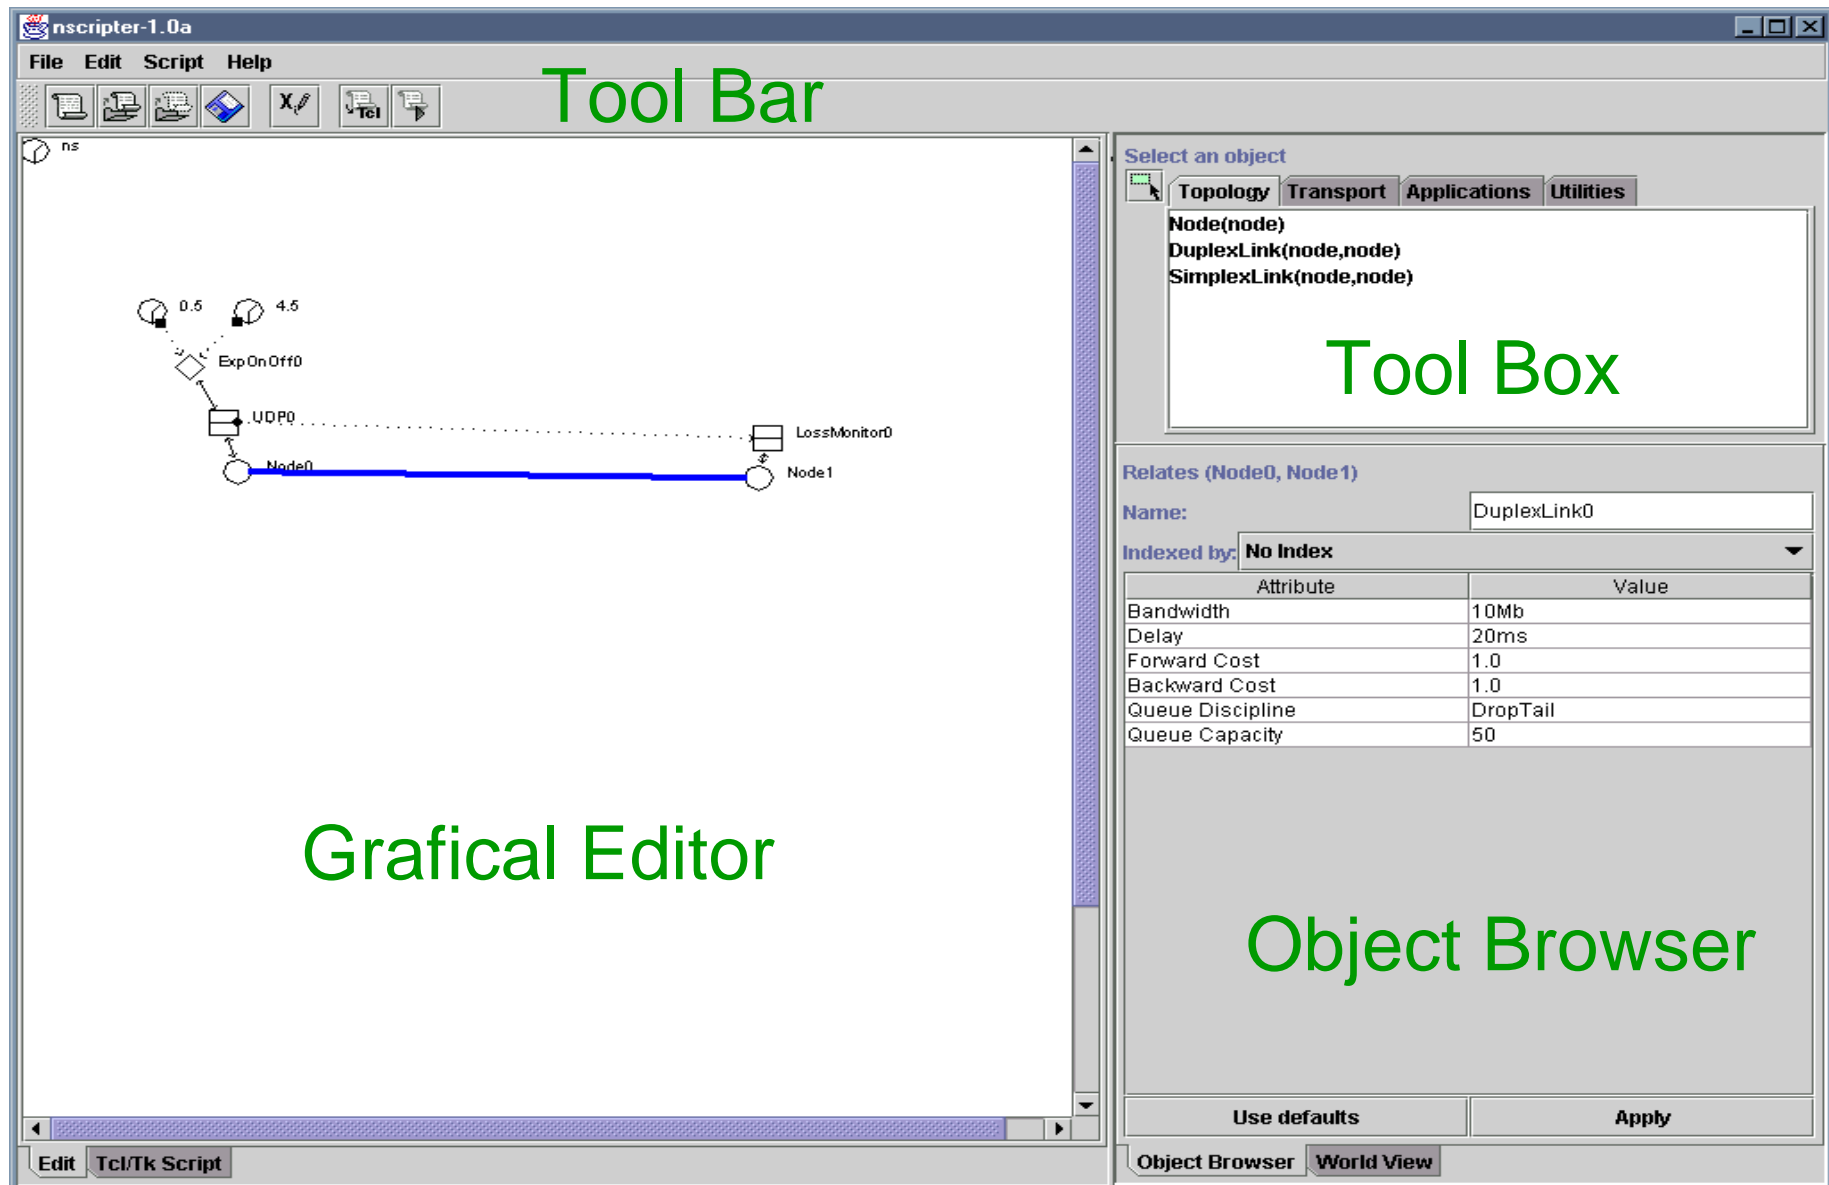 nscripter-1.0a
File Edit Script Help
Tool Bar
X
Tcl
ns
0.5
4.5
ExpOnOff0
UDP0
LossMonitor0
Node0
Node1
Grafical Editor
Edit Tcl/Tk Script
Select an object
Topology Transport Applications Utilities
Node(node)
DuplexLink(node,node)
SimplexLink(node,node)
Tool Box
Relates (Node0, Node1)
Name: DuplexLink0
Indexed by: No Index
Attribute Value
Bandwidth 10Mb
Delay 20ms
Forward Cost 1.0
Backward Cost 1.0
Queue Discipline DropTail
Queue Capacity 50
Object Browser
Use defaults Apply
Object Browser World View